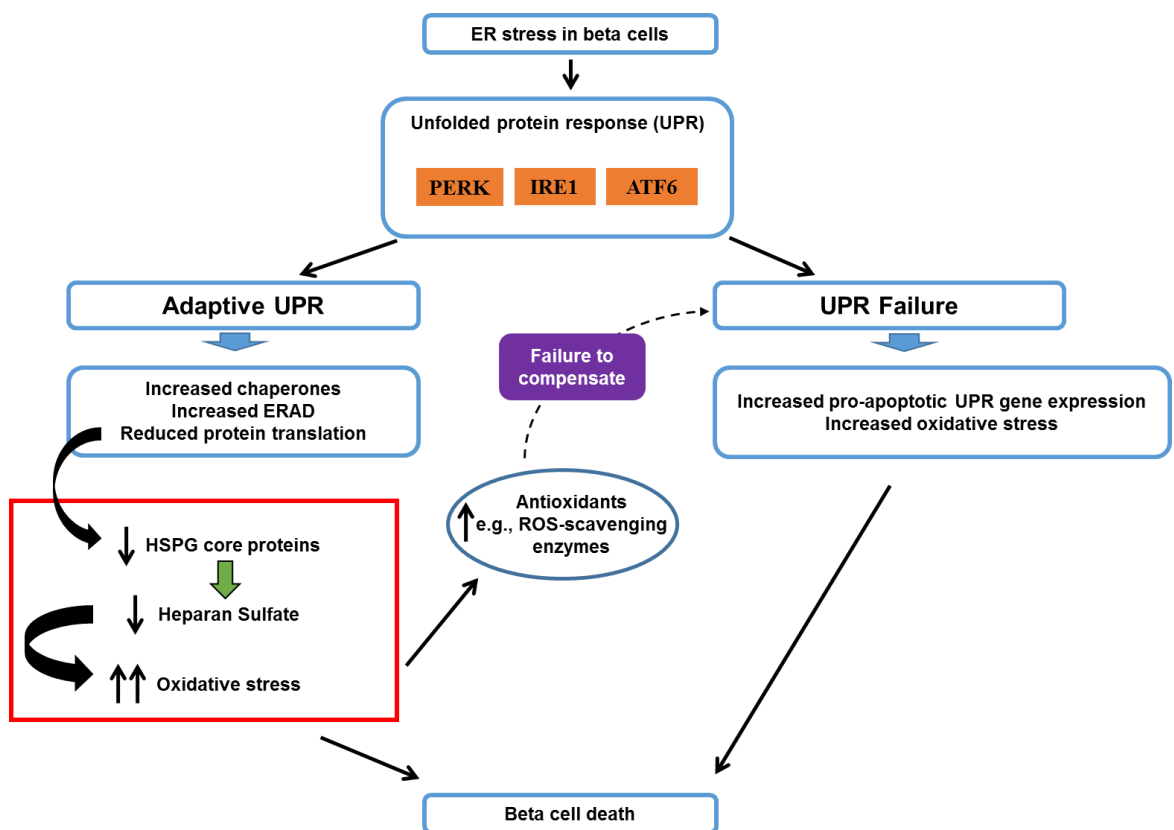 ER stress in beta cells
Unfolded protein response (UPR)
PERK
IRE1
ATF6
Adaptive UPR
UPR Failure
Failure to
compensate
Increased chaperones
Increased ERAD
Reduced protein translation
Increased pro-apoptotic UPR gene expression
Increased oxidative stress
Antioxidants
e.g., ROS-scavenging
enzymes
HSPG core proteins
Heparan Sulfate
Oxidative stress
Beta cell death